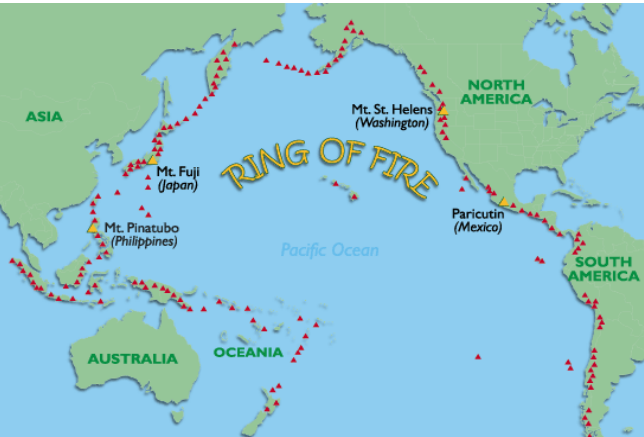 ASIA
NORTH
AMERICA
Mt. St. Helens
(Washington)
RING OF FIRE
Mt. Fuji
(Japan)
Paricutin
(Mexico)
Mt. Pinatubo
(Philippines)
Pacific Ocean
SOUTH
AMERICA
AUSTRALIA
OCEANIA